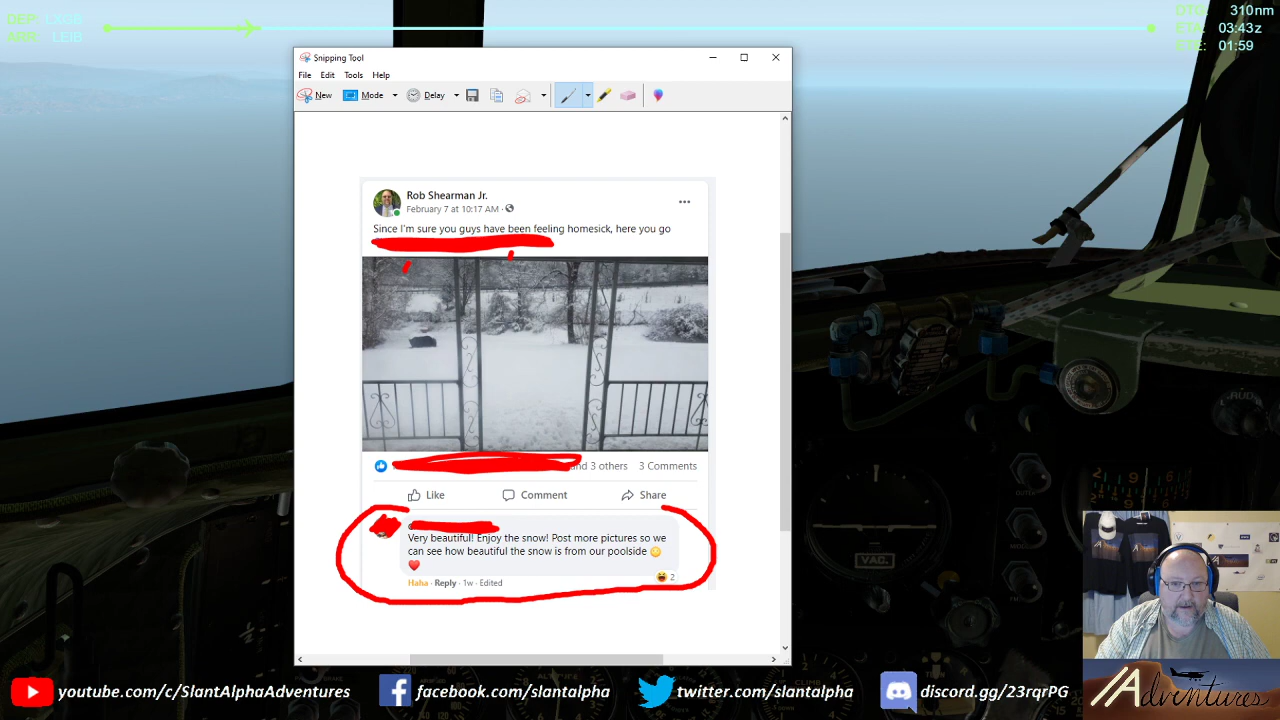 DEP: LXGB
ARR: LEIB
DTG: 310nm
ETA: 03:43z
ETE: 01:59
Snipping Tool
File Edit Tools Help
New Mode Delay
Rob Shearman Jr.
February 7 at 10:17 AM ·
Since I'm sure you guys have been feeling homesick, here you go
and 3 others 3 Comments
Like Comment Share
Very beautiful! Enjoy the snow! Post more pictures so we
can see how beautiful the snow is from our poolside
2
Haha · Reply · 1w · Edited
VAC.
Adventures
youtube.com/c/SlantAlphaAdventures
facebook.com/slantalpha
twitter.com/slantalpha
discord.gg/23rqrPG